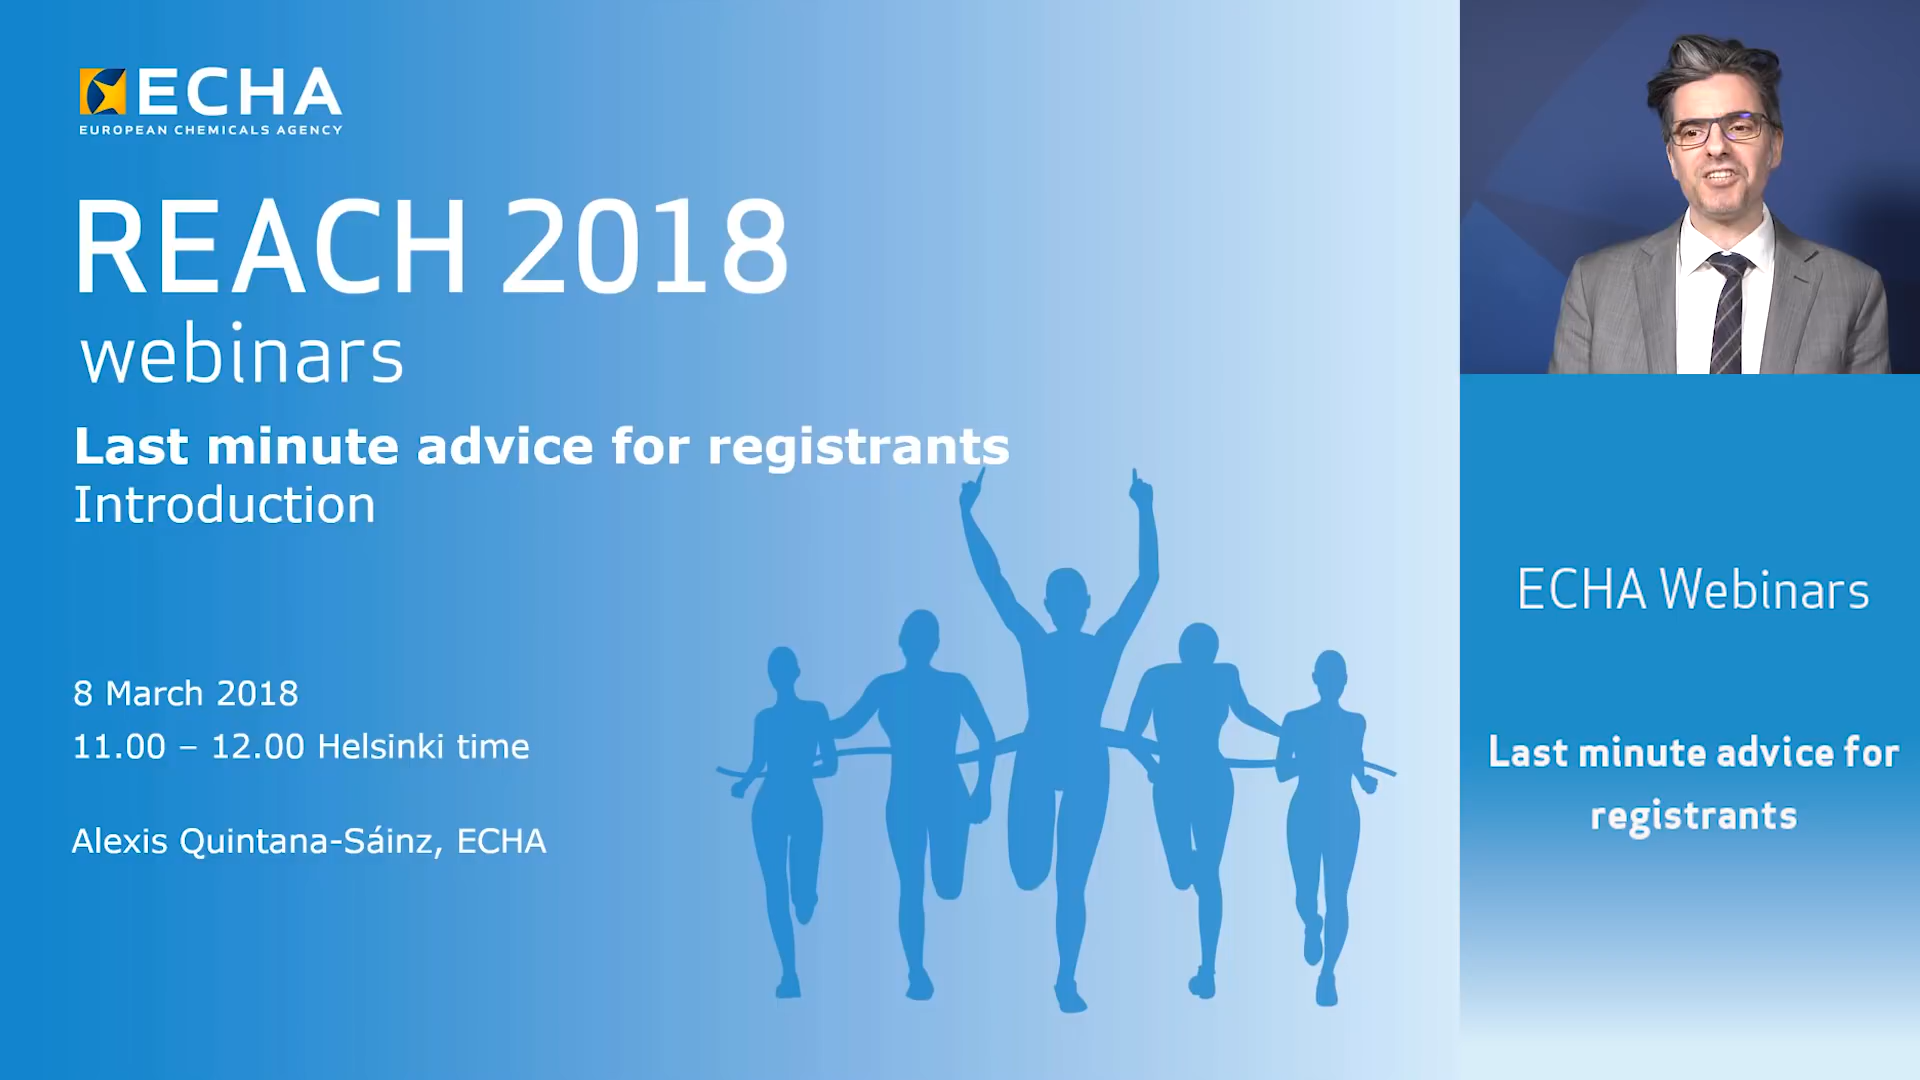 ECHA
EUROPEAN CHEMICALS AGENCY
REACH 2018
webinars
Last minute advice for registrants
Introduction
8 March 2018
11.00 – 12.00 Helsinki time
Alexis Quintana-Sáinz, ECHA
ECHA Webinars
Last minute advice for
registrants